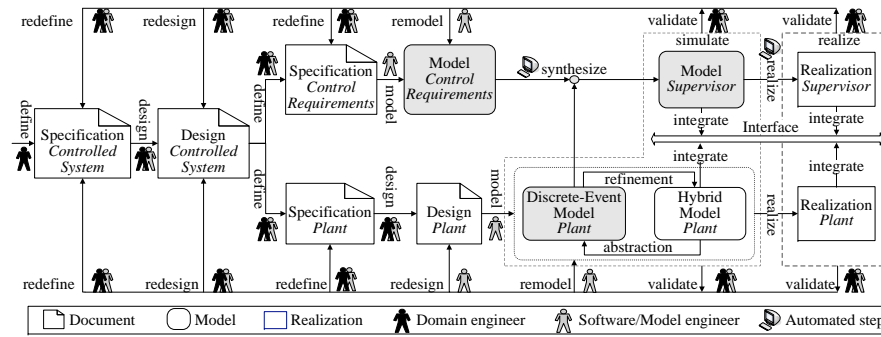 redefine
redesign
redefine
remodel
validate
validate
simulate
realize
define
Specification
Controlled
System
design
Design
Controlled
System
define
define
Specification
Control
Requirements
model
Model
Control
Requirements
synthesize
Model
Supervisor
realize
Realization
Supervisor
integrate
integrate
Interface
integrate
integrate
Specification
Plant
design
Design
Plant
model
refinement
Discrete-Event
Model
Plant
Hybrid
Model
Plant
abstraction
realize
Realization
Plant
redefine
redesign
redefine
redesign
remodel
validate
validate
Document
Model
Realization
Domain engineer
Software/Model engineer
Automated step